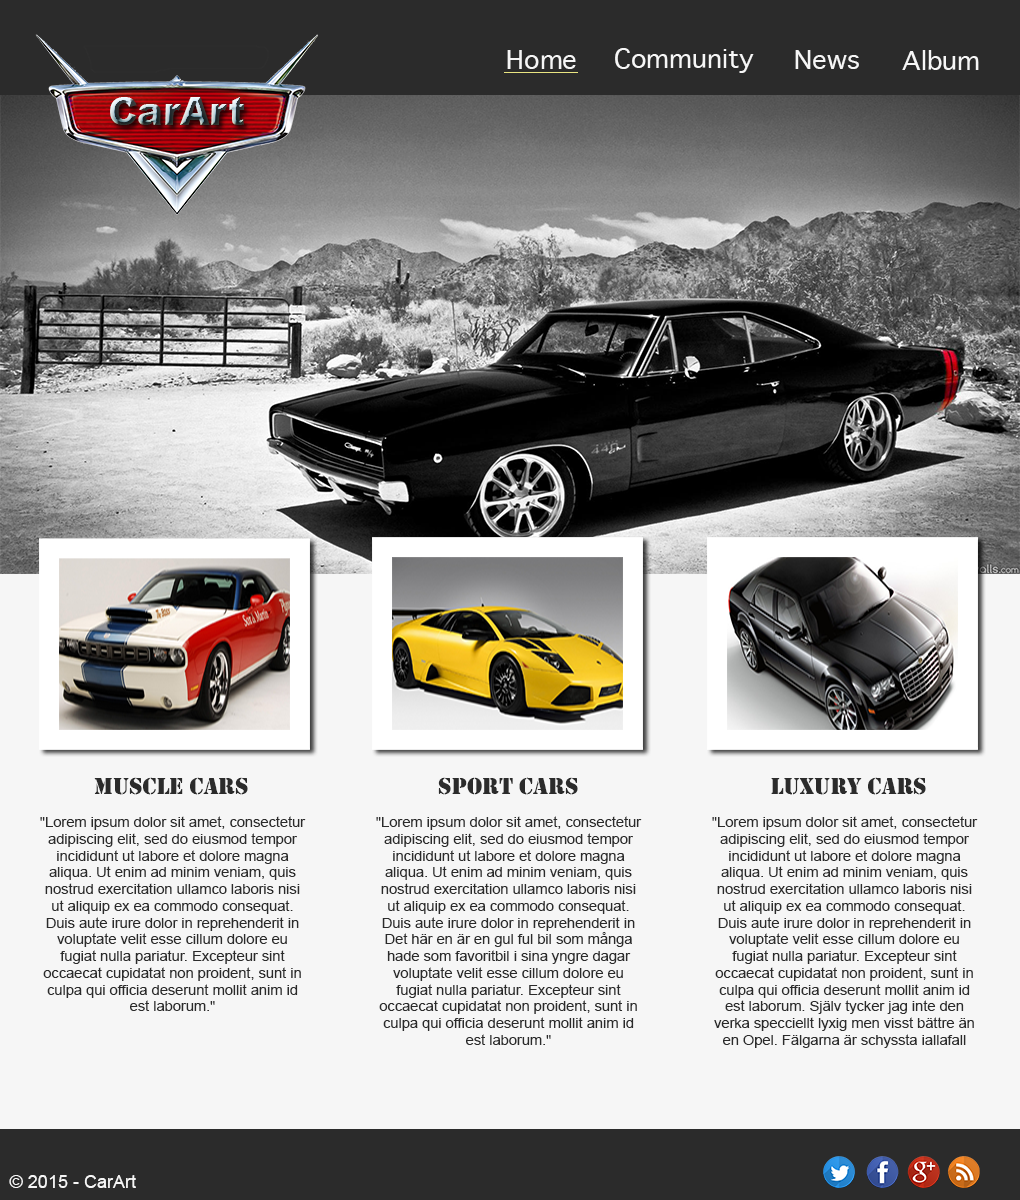 CarArt
Home Community News Album
Charger R/T
440
alls.com
MUSCLE CARS
SPORT CARS
LUXURY CARS
"Lorem ipsum dolor sit amet, consectetur
adipiscing elit, sed do eiusmod tempor
incididunt ut labore et dolore magna
aliqua. Ut enim ad minim veniam, quis
nostrud exercitation ullamco laboris nisi
ut aliquip ex ea commodo consequat.
Duis aute irure dolor in reprehenderit in
voluptate velit esse cillum dolore eu
fugiat nulla pariatur. Excepteur sint
occaecat cupidatat non proident, sunt in
culpa qui officia deserunt mollit anim id
est laborum."
"Lorem ipsum dolor sit amet, consectetur
adipiscing elit, sed do eiusmod tempor
incididunt ut labore et dolore magna
aliqua. Ut enim ad minim veniam, quis
nostrud exercitation ullamco laboris nisi
ut aliquip ex ea commodo consequat.
Duis aute irure dolor in reprehenderit in
Det här en är en gul ful bil som många
hade som favoritbil i sina yngre dagar
voluptate velit esse cillum dolore eu
fugiat nulla pariatur. Excepteur sint
occaecat cupidatat non proident, sunt in
culpa qui officia deserunt mollit anim id
est laborum."
"Lorem ipsum dolor sit amet, consectetur
adipiscing elit, sed do eiusmod tempor
incididunt ut labore et dolore magna
aliqua. Ut enim ad minim veniam, quis
nostrud exercitation ullamco laboris nisi
ut aliquip ex ea commodo consequat.
Duis aute irure dolor in reprehenderit in
voluptate velit esse cillum dolore eu
fugiat nulla pariatur. Excepteur sint
occaecat cupidatat non proident, sunt in
culpa qui officia deserunt mollit anim id
est laborum. Själv tycker jag inte den
verka specciellt lyxig men visst bättre än
en Opel. Fälgarna är schyssta iallafall
© 2015 - CarArt
f g+